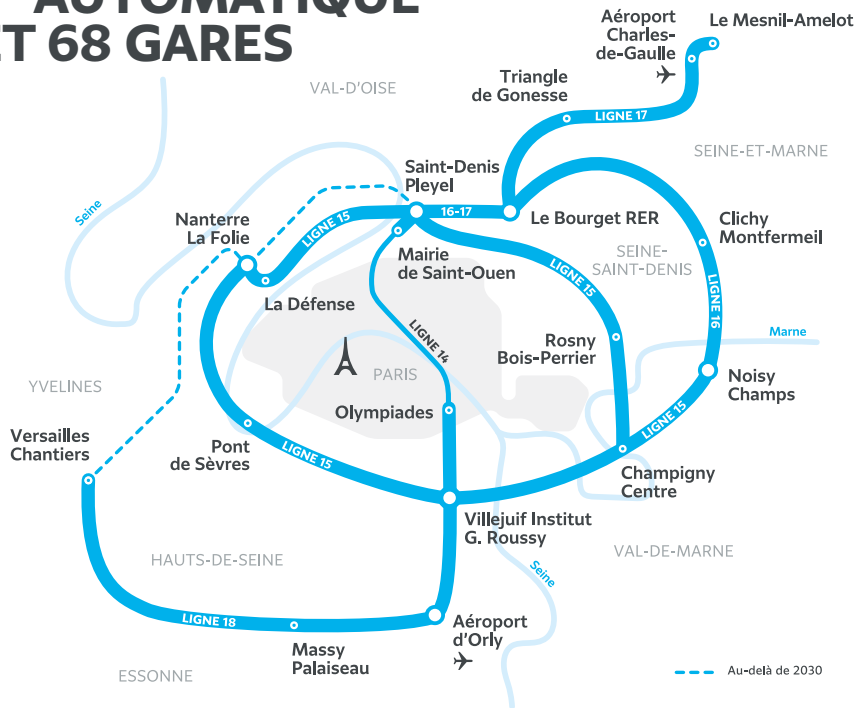 AUTOMATIQUE
ET 68 GARES
Aéroport
Charles-
de-Gaulle
Le Mesnil-Amelot
Triangle
de Gonesse
VAL-D'OISE
LIGNE 17
SEINE-ET-MARNE
Saint-Denis
Pleyel
Seine
Nanterre
La Folie
LIGNE 15
16-17
Le Bourget RER
Clichy
Montfermeil
Mairie
de Saint-Ouen
SEINE-
SAINT-DENIS
LIGNE 15
LIGNE 16
La Défense
LIGNE 14
Rosny
Bois-Perrier
Marne
PARIS
YVELINES
Noisy
Champs
Olympiades
Versailles
Chantiers
Pont
de Sèvres
LIGNE 15
LIGNE 15
Champigny
Centre
Villejuif Institut
G. Roussy
HAUTS-DE-SEINE
VAL-DE-MARNE
Seine
LIGNE 18
Aéroport
d'Orly
Massy
Palaiseau
ESSONNE
Au-delà de 2030